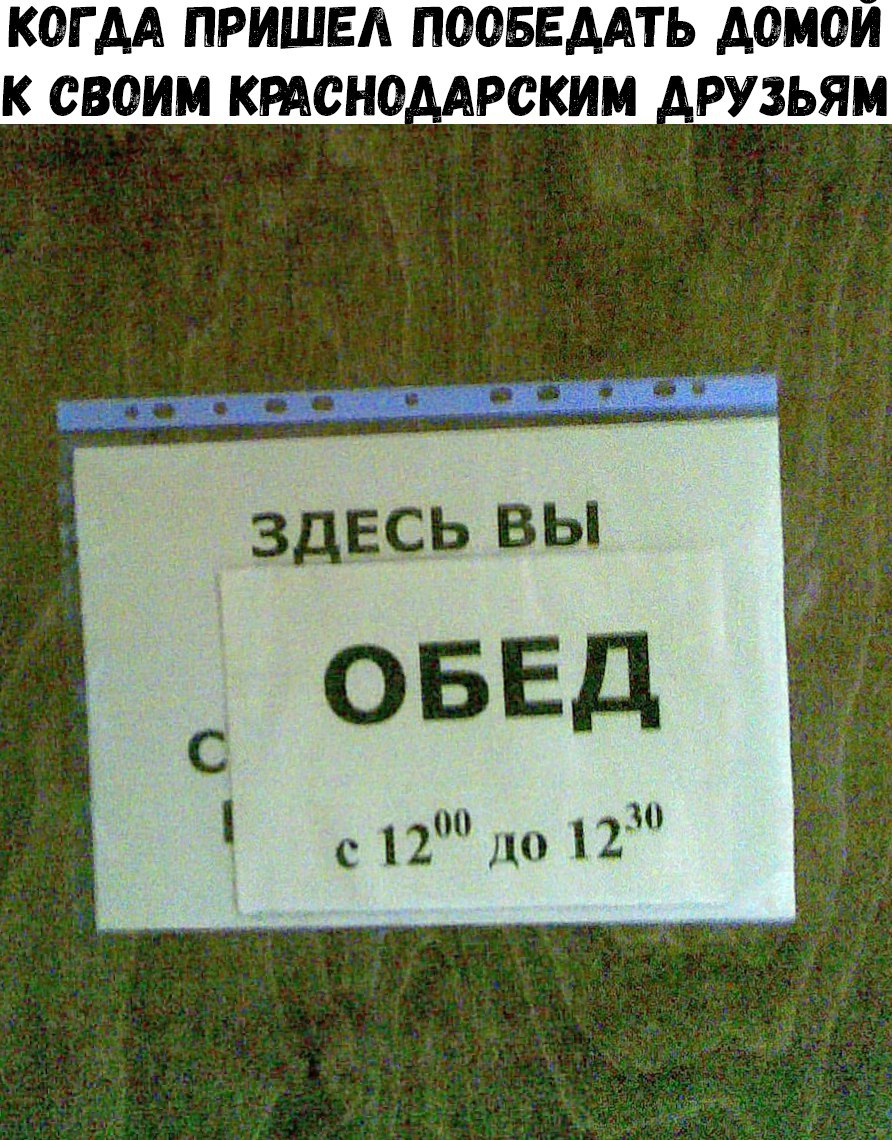 КОГДА ПРИШЕЛ ПООБЕДАТЬ ДОМОЙ
К СВОИМ КРАСНОДАРСКИМ ДРУЗЬЯМ
ЗДЕСЬ ВЫ
ОБЕД
с 12⁰⁰ до 12³⁰